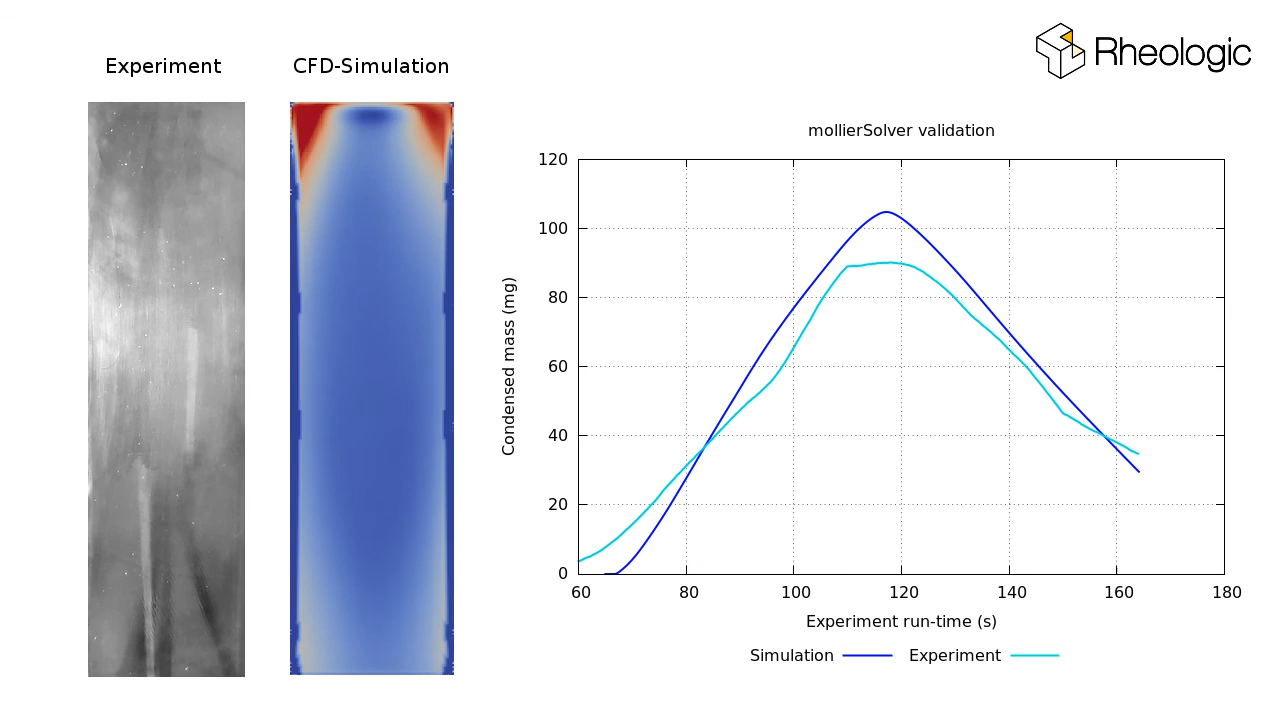 Rheologic
Experiment
CFD-Simulation
mollierSolver validation
120
100
80
60
40
20
0
Condensed mass (mg)
60 80 100 120 140 160 180
Experiment run-time (s)
Simulation Experiment